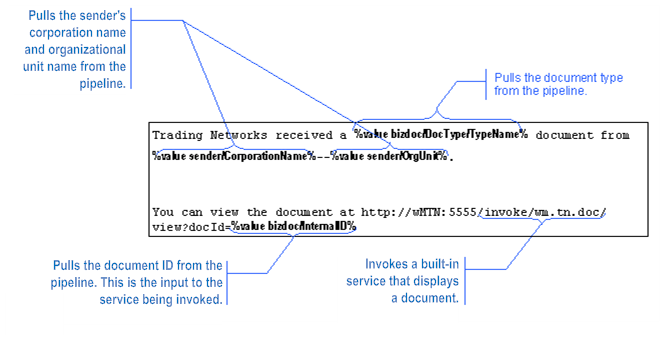 Pulls the sender's
corporation name
and organizational
unit name from the
pipeline.
Pulls the document type
from the pipeline.
Trading Networks received a %value bizdoc/DocType/TypeName% document from
%value sender/CorporationName%--%value sender/OrgUnit%.
You can view the document at http://wMTN:5555/invoke/wm.tn.doc/
view?docId=%value bizdoc/InternalID%
Pulls the document ID from the
pipeline. This is the input to the
service being invoked.
Invokes a built-in
service that displays
a document.